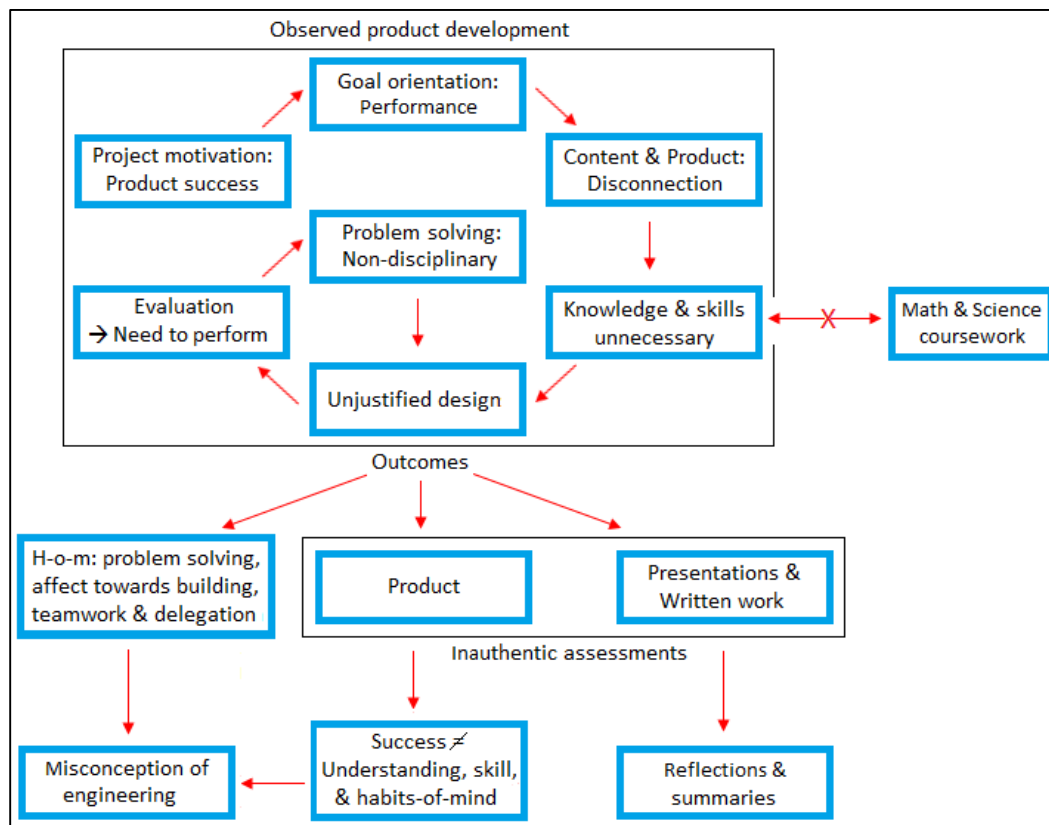 Observed product development
Goal orientation:
Performance
Project motivation:
Product success
Content & Product:
Disconnection
Problem solving:
Non-disciplinary
Evaluation
→ Need to perform
Knowledge & skills
unnecessary
X
Math & Science
coursework
Unjustified design
Outcomes
H-o-m: problem solving,
affect towards building,
teamwork & delegation
Product
Presentations &
Written work
Inauthentic assessments
Misconception of
engineering
Success ≠
Understanding, skill,
& habits-of-mind
Reflections &
summaries